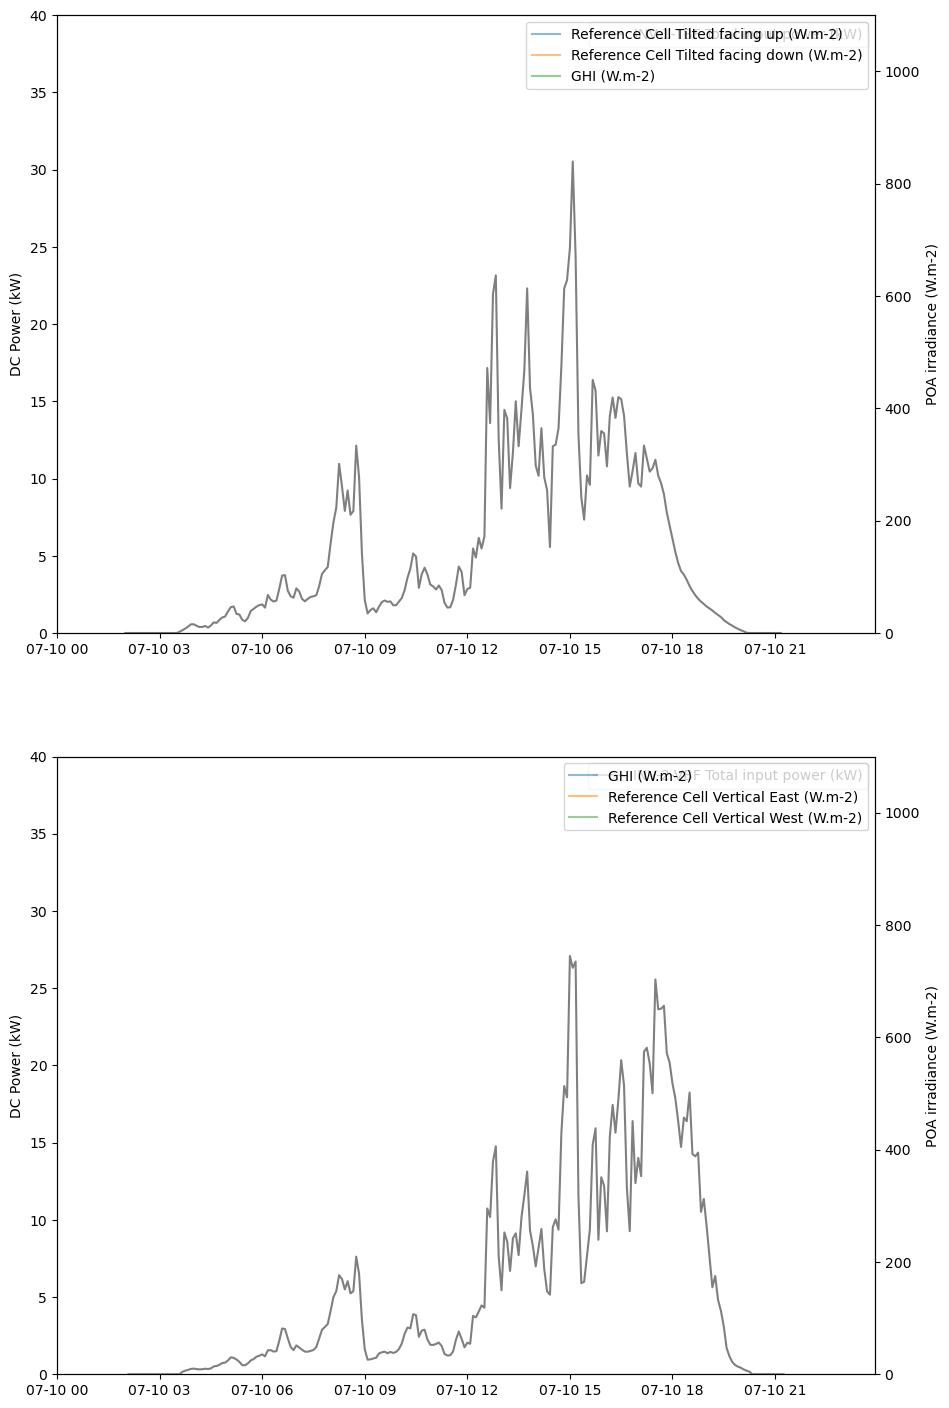 40
35
30
25
20
15
10
5
0
DC Power (kW)
Reference Cell Tilted facing up (W.m-2)
Reference Cell Tilted facing down (W.m-2)
GHI (W.m-2)
1000
800
600
400
200
0
POA irradiance (W.m-2)
07-10 00 07-10 03 07-10 06 07-10 09 07-10 12 07-10 15 07-10 18 07-10 21
40
35
30
25
20
15
10
5
0
DC Power (kW)
Total input power (kW)
GHI (W.m-2)
Reference Cell Vertical East (W.m-2)
Reference Cell Vertical West (W.m-2)
1000
800
600
400
200
0
POA irradiance (W.m-2)
07-10 00 07-10 03 07-10 06 07-10 09 07-10 12 07-10 15 07-10 18 07-10 21